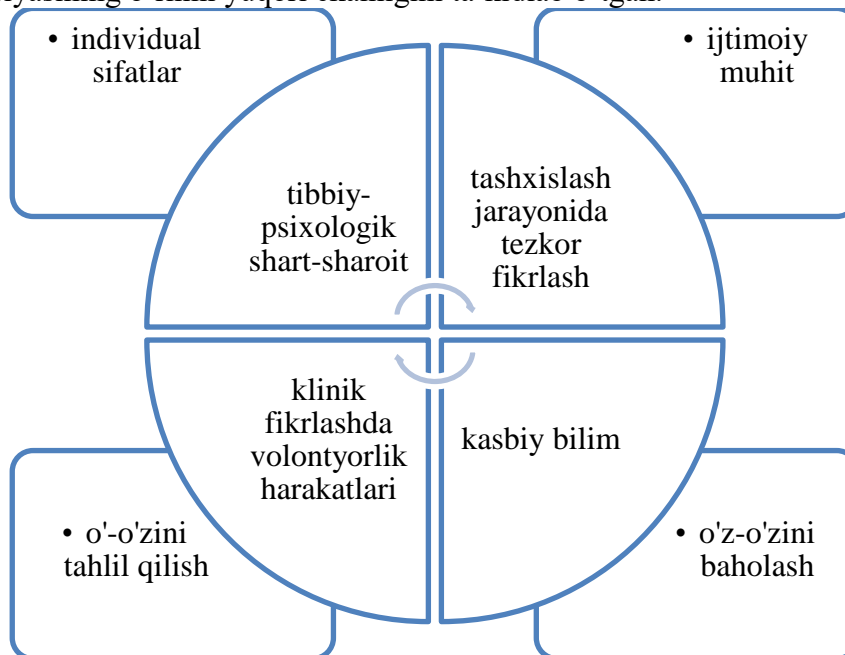 • individual
sifatlar
• ijtimoiy
muhit
tibbiy-
psixologik
shart-sharoit
tashxislash
jarayonida
tezkor
fikrlash
klinik
fikrlashda
volontyorlik
harakatlari
kasbiy bilim
• o'-o'zini
tahlil qilish
• o'z-o'zini
baholash